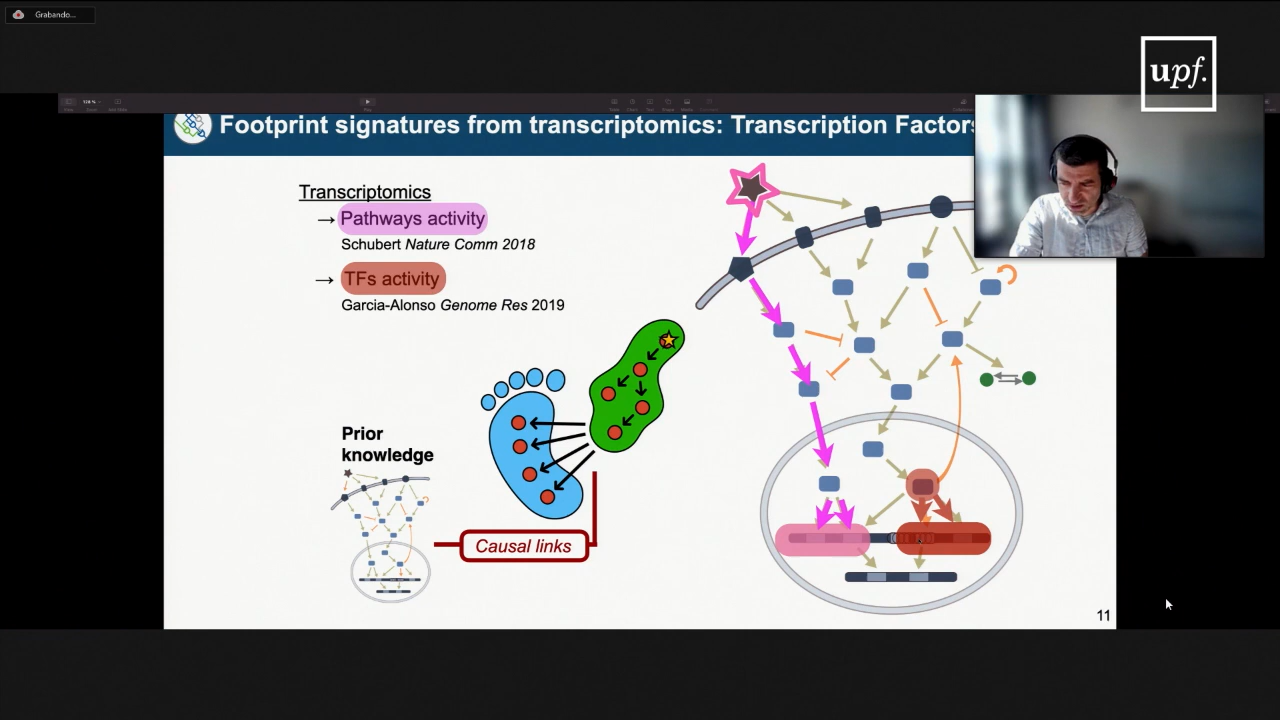 Grabando...
upf.
128 %
Footprint signatures from transcriptomics: Transcription Factors
Transcriptomics
→ Pathways activity
Schubert Nature Comm 2018
→ TFs activity
Garcia-Alonso Genome Res 2019
Prior
knowledge
Causal links
11